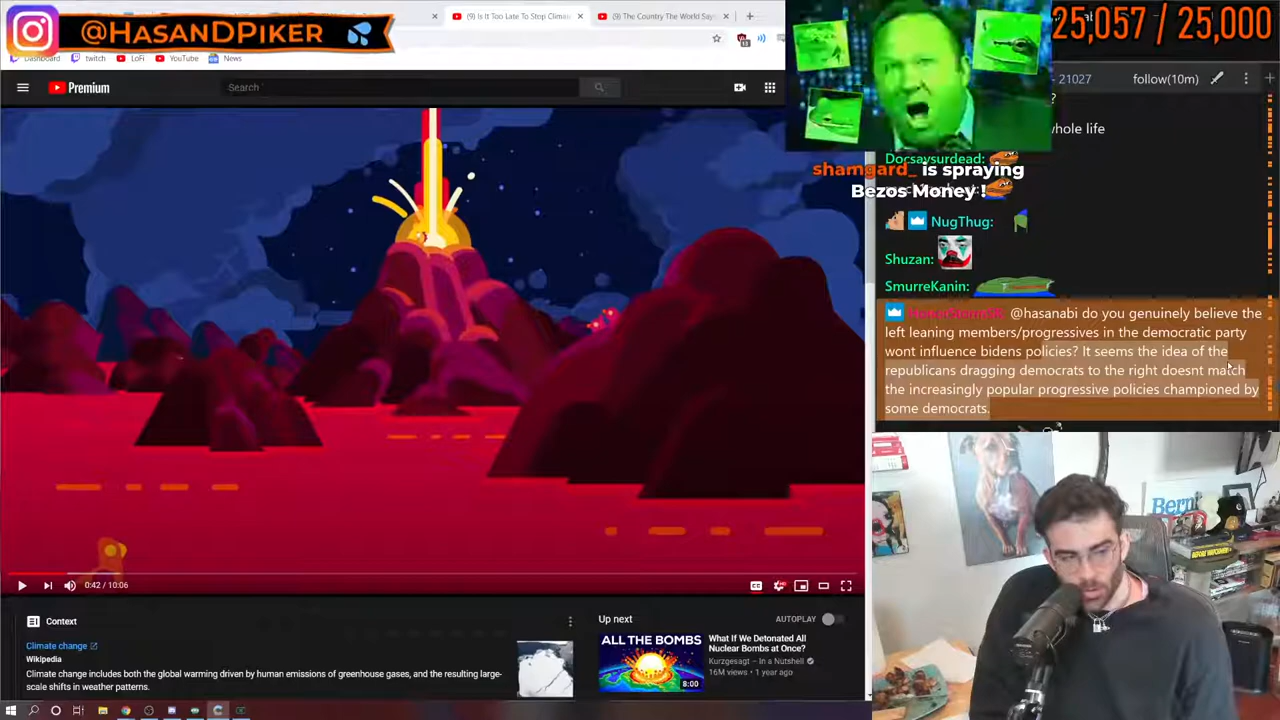 @HASANDPIKER
(9) Is It Too Late To Stop Clima
(9) The Country The World Say
25,057 / 25,000
Dashboard
twitch
LoFi
YouTube
News
Premium
Search
- 21027
follow(10m)
?
whole life
Docsaysurdead:
shamgard_ is spraying
Bezos Money !
NugThug:
Shuzan:
SmurreKanin:
@hasanabi do you genuinely believe the
left leaning members/progressives in the democratic party
wont influence bidens policies? It seems the idea of the
republicans dragging democrats to the right doesnt match
the increasingly popular progressive policies championed by
some democrats.
0:42 / 10:06
Context
Climate change
Wikipedia
Climate change includes both the global warming driven by human emissions of greenhouse gases, and the resulting large-
scale shifts in weather patterns.
Up next
AUTOPLAY
ALL THE BOMBS
8:00
What If We Detonated All
Nuclear Bombs at Once?
Kurzgesagt – In a Nutshell
16M views • 1 year ago
Bern